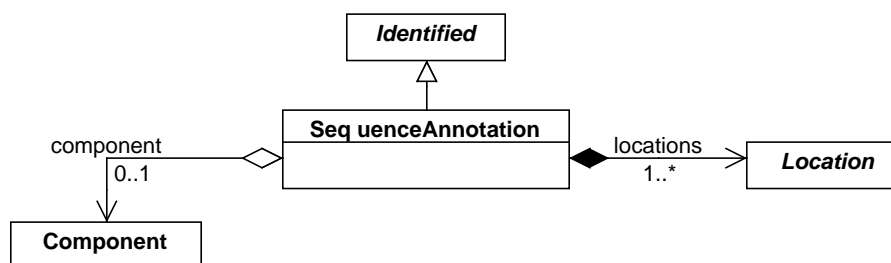 Identified
Seq uenceAnnotation
component
0..1
locations
1..*
Location
Component